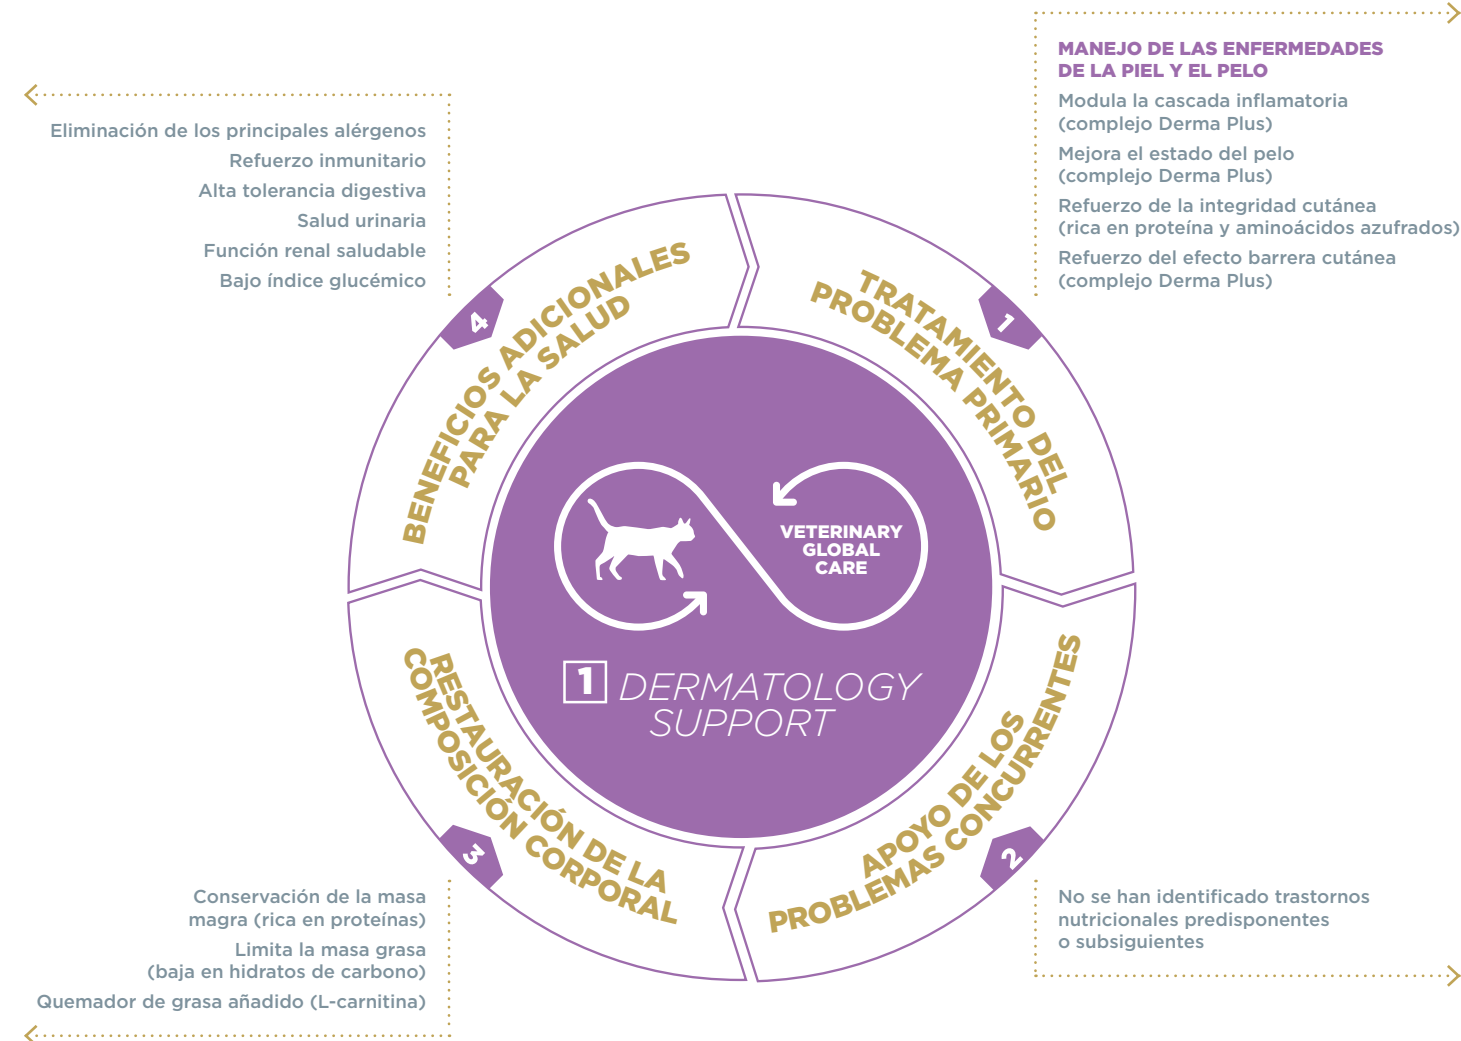 MANEJO DE LAS ENFERMEDADES
DE LA PIEL Y EL PELO
Modula la cascada inflamatoria
(complejo Derma Plus)
Mejora el estado del pelo
(complejo Derma Plus)
Refuerzo de la integridad cutánea
(rica en proteína y aminoácidos azufrados)
Refuerzo del efecto barrera cutánea
(complejo Derma Plus)
Eliminación de los principales alérgenos
Refuerzo inmunitario
Alta tolerancia digestiva
Salud urinaria
Función renal saludable
Bajo índice glucémico
4
BENEFICIOS ADICIONALES
PARA LA SALUD
1
TRATAMIENTO DEL
PROBLEMA PRIMARIO
VETERINARY
GLOBAL
CARE
1 DERMATOLOGY
SUPPORT
RESTAURACIÓN DE LA
COMPOSICIÓN CORPORAL
3
APOYO DE LOS
PROBLEMAS CONCURRENTES
2
Conservación de la masa
magra (rica en proteínas)
Limita la masa grasa
(baja en hidratos de carbono)
Quemador de grasa añadido (L-carnitina)
No se han identificado trastornos
nutricionales predisponentes
o subsiguientes